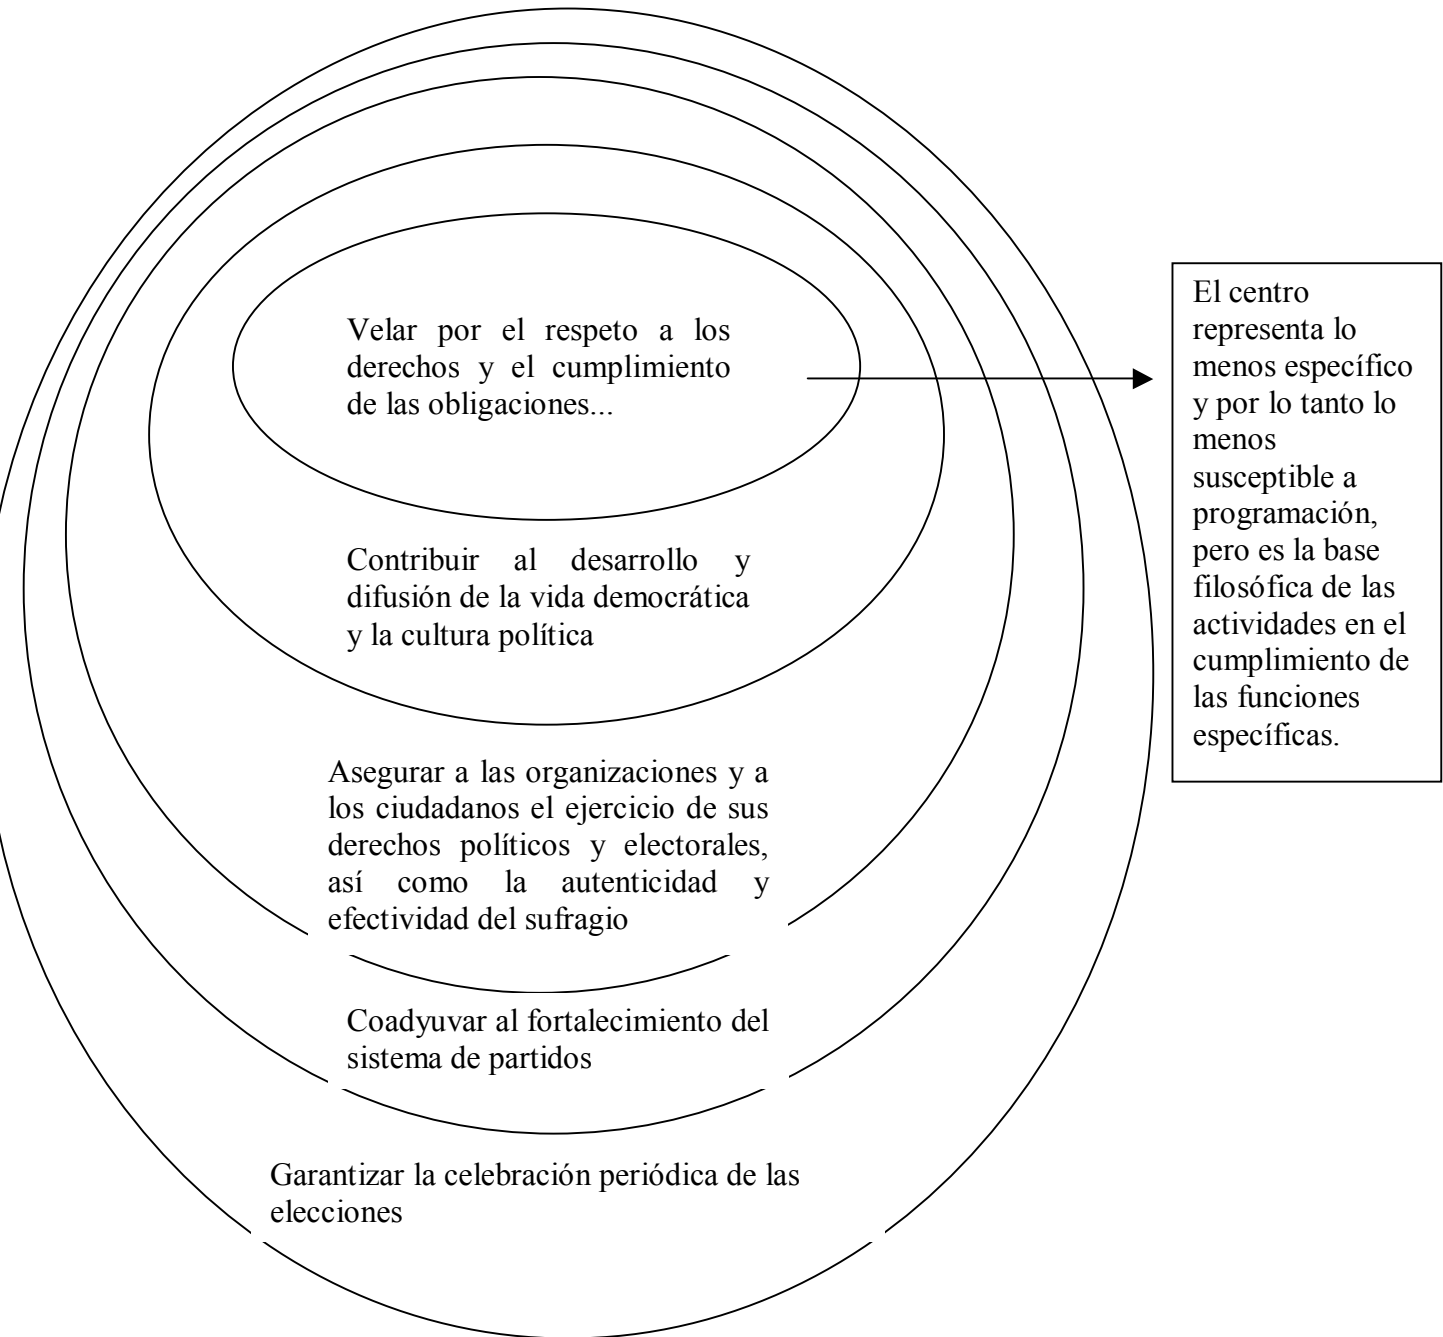 Velar por el respeto a los
derechos y el cumplimiento
de las obligaciones...
Contribuir al desarrollo y
difusión de la vida democrática
y la cultura política
Asegurar a las organizaciones y a
los ciudadanos el ejercicio de sus
derechos políticos y electorales,
así como la autenticidad y
efectividad del sufragio
Coadyuvar al fortalecimiento del
sistema de partidos
Garantizar la celebración periódica de las
elecciones
El centro
representa lo
menos específico
y por lo tanto lo
menos
susceptible a
programación,
pero es la base
filosófica de las
actividades en el
cumplimiento de
las funciones
específicas.